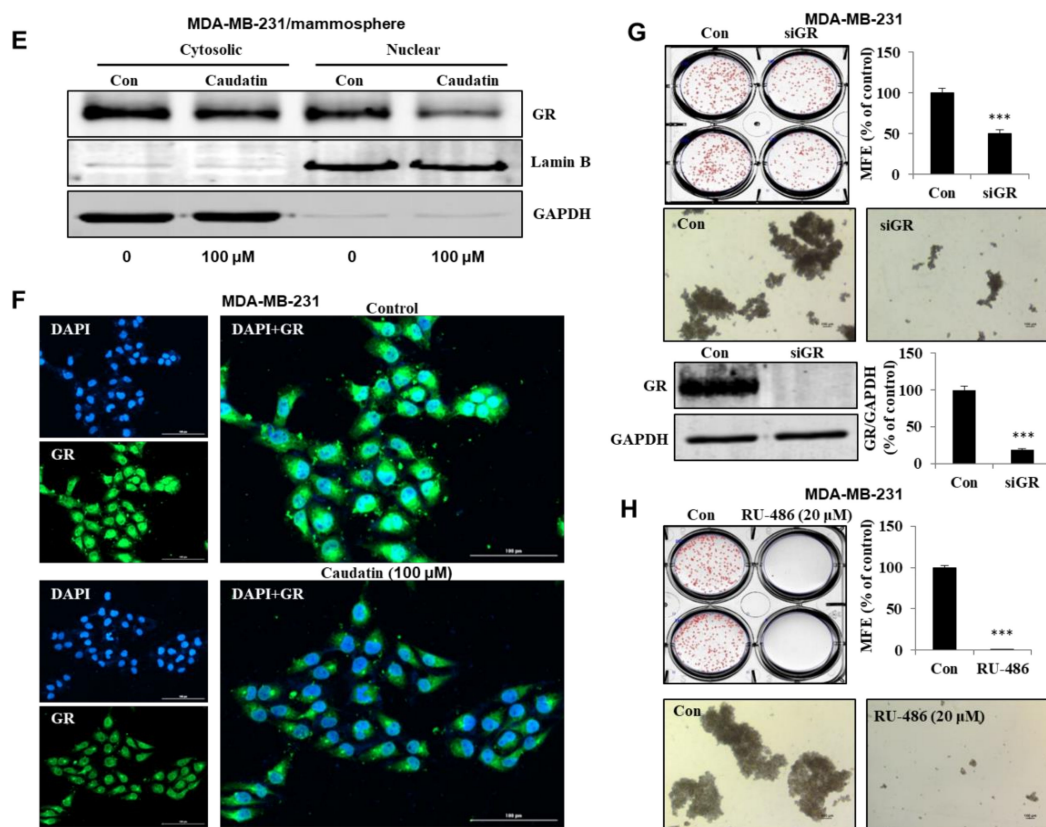 E
MDA-MB-231/mammosphere
Cytosolic Nuclear
Con Caudatin Con Caudatin
GR
Lamin B
GAPDH
0 100 μM 0 100 μM
F
MDA-MB-231
Control
DAPI
DAPI+GR
GR
100 μm
Caudatin (100 μM)
DAPI
DAPI+GR
GR
100 μm
G
MDA-MB-231
Con siGR
MFE (% of control)
150
100
50
0
***
Con siGR
Con
siGR
Con siGR
GR
GAPDH
GR/GAPDH
(% of control)
150
100
50
0
***
Con siGR
H
MDA-MB-231
Con RU-486 (20 μM)
MFE (% of control)
150
100
50
0
***
Con RU-486
Con
RU-486 (20 μM)